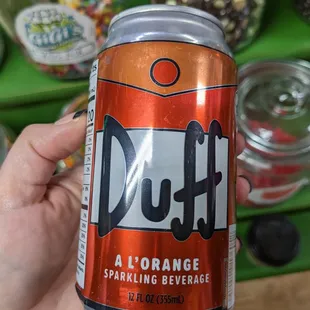 Duff
A L'ORANGE
SPARKLING BEVERAGE
12 FL OZ (355mL)